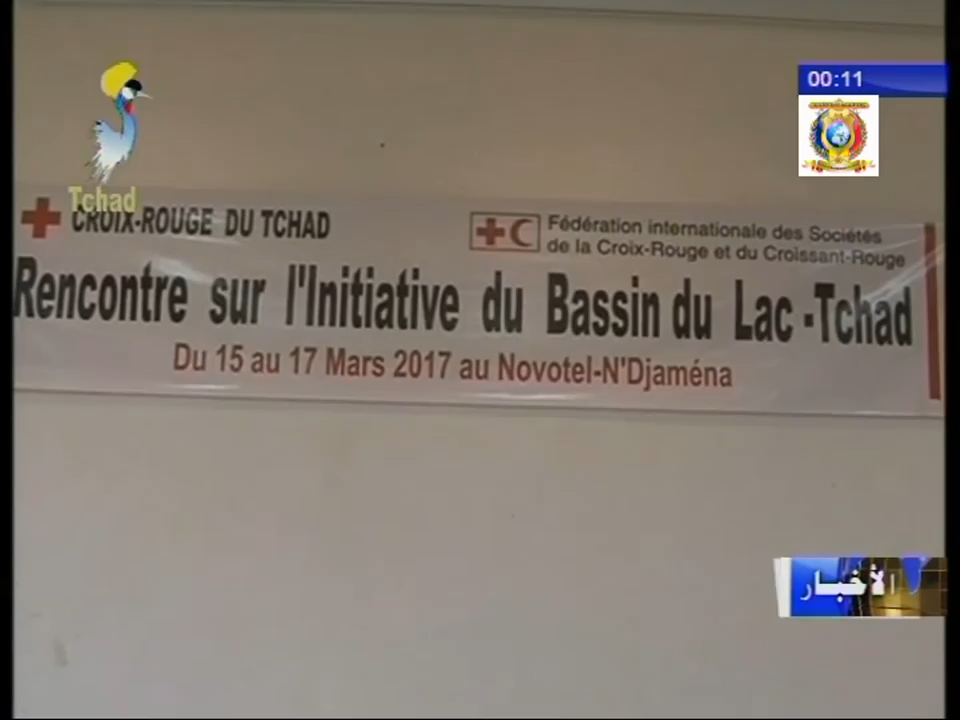 00:11
Tchad
CROIX-ROUGE DU TCHAD
Fédération internationale des Sociétés
de la Croix-Rouge et du Croissant-Rouge
Rencontre sur l'Initiative du Bassin du Lac -Tchad
Du 15 au 17 Mars 2017 au Novotel-N'Djaména
الأخبار